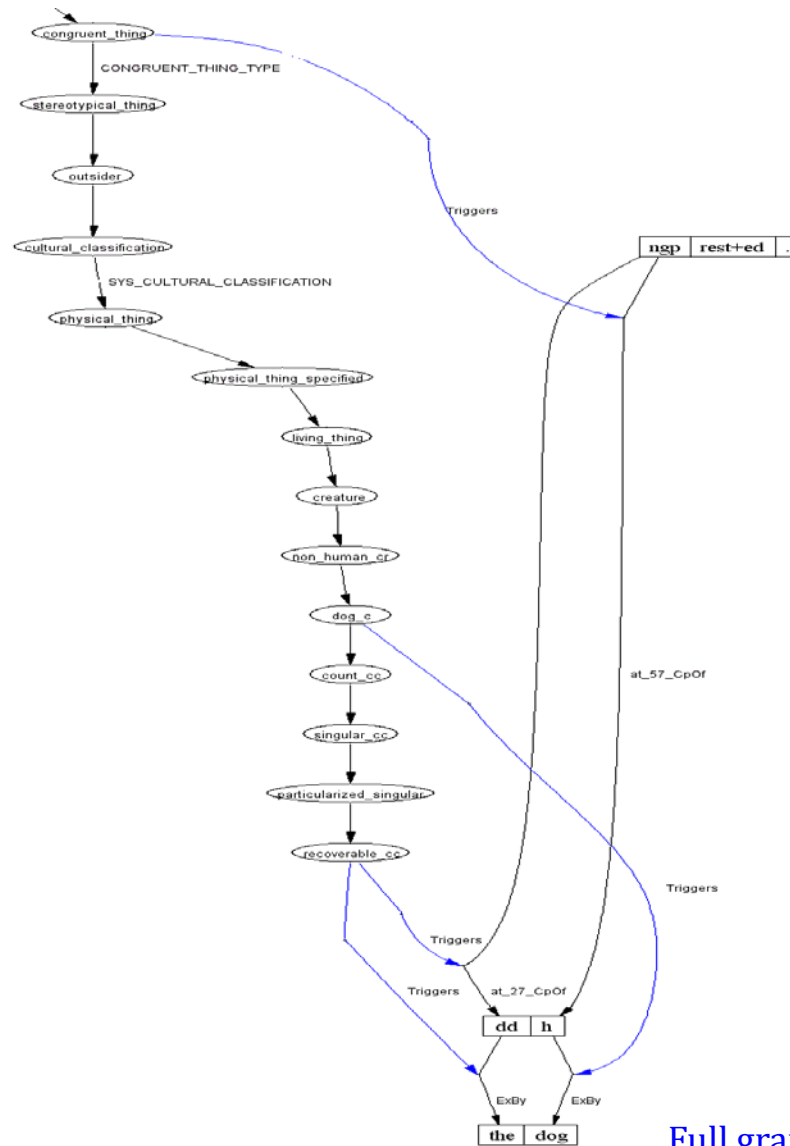 congruent_thing
CONGRUENT_THING_TYPE
stereotypical_thing
outsider
Triggers
ngp rest+ed .
cultural_classification
SYS_CULTURAL_CLASSIFICATION
physical_thing
physical_thing_specified
living_thing
creature
non_human_cr
dog_c
count_cc
at_57_CpOf
singular_cc
particularized_singular
recoverable_cc
Triggers
Triggers
Triggers at_27_CpOf
dd h
ExBy ExBy
the dog